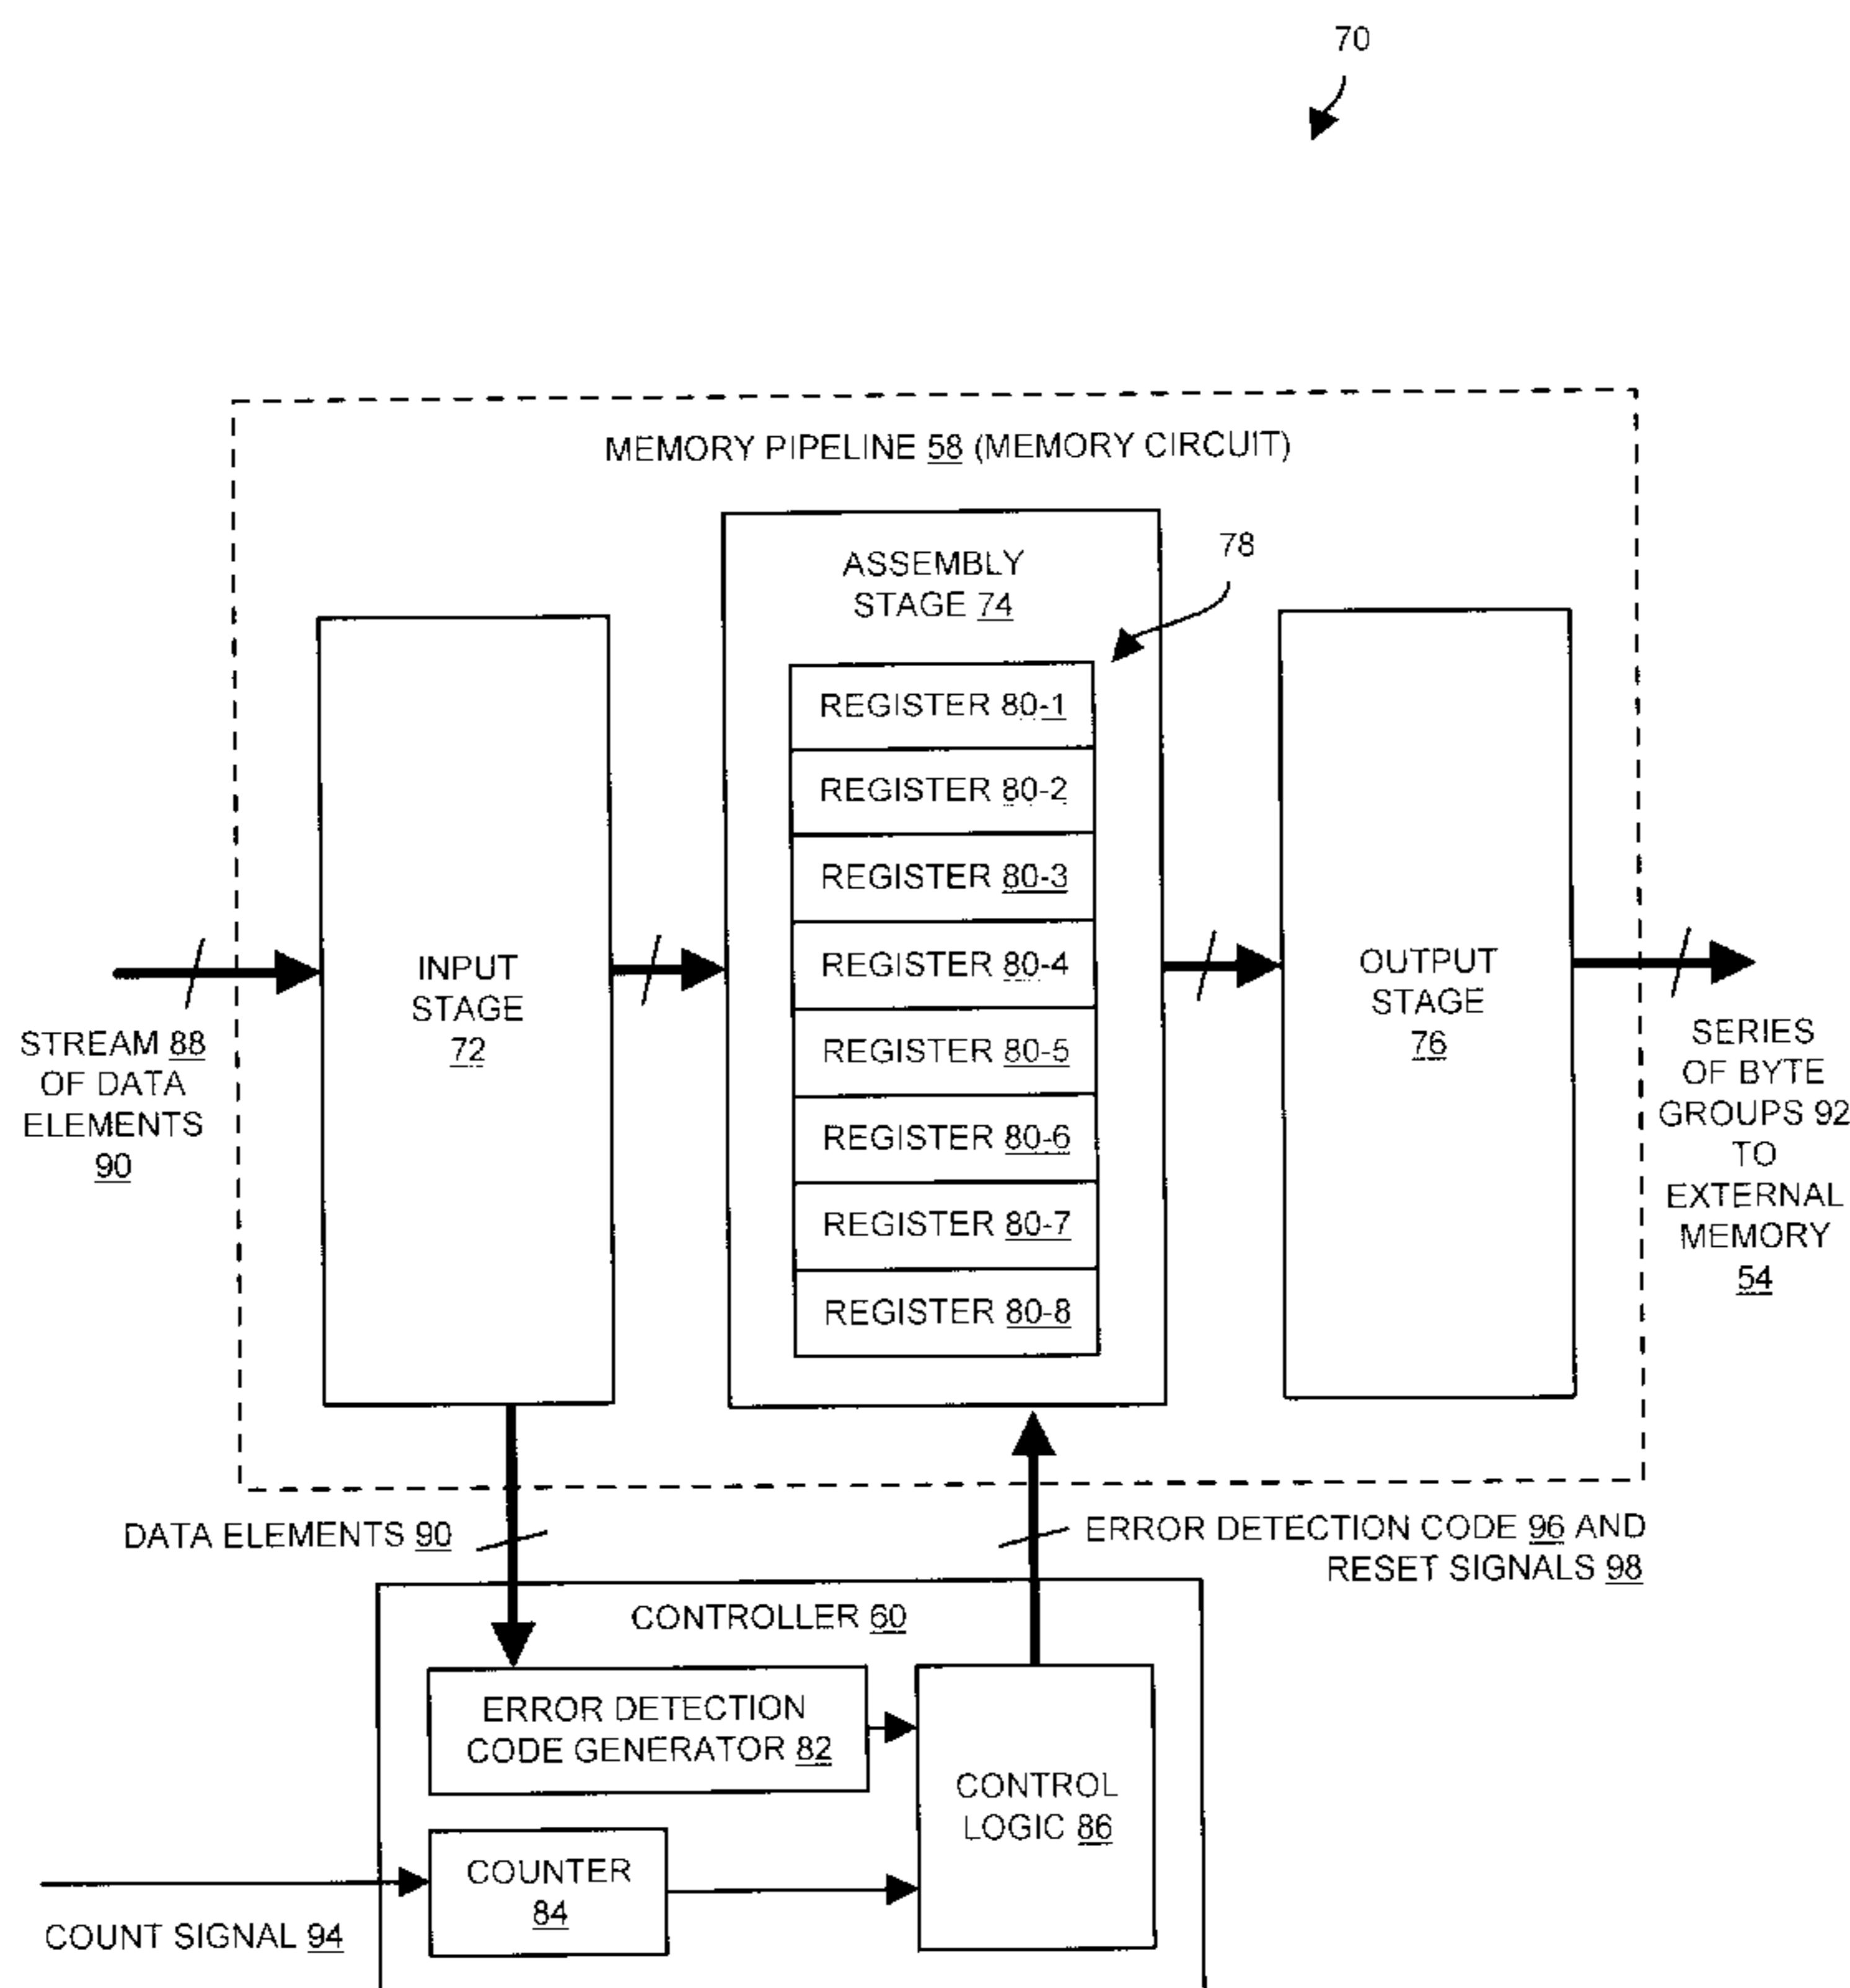 70
MEMORY PIPELINE 58 (MEMORY CIRCUIT)
78
ASSEMBLY
STAGE 74
REGISTER 80-1
REGISTER 80-2
REGISTER 80-3
REGISTER 80-4
REGISTER 80-5
REGISTER 80-6
REGISTER 80-7
REGISTER 80-8
INPUT
STAGE
72
OUTPUT
STAGE
76
STREAM 88
OF DATA
ELEMENTS
90
SERIES
OF BYTE
GROUPS 92
TO
EXTERNAL
MEMORY
54
DATA ELEMENTS 90
ERROR DETECTION CODE 96 AND
RESET SIGNALS 98
CONTROLLER 60
ERROR DETECTION
CODE GENERATOR 82
CONTROL
LOGIC 86
COUNTER
84
COUNT SIGNAL 94